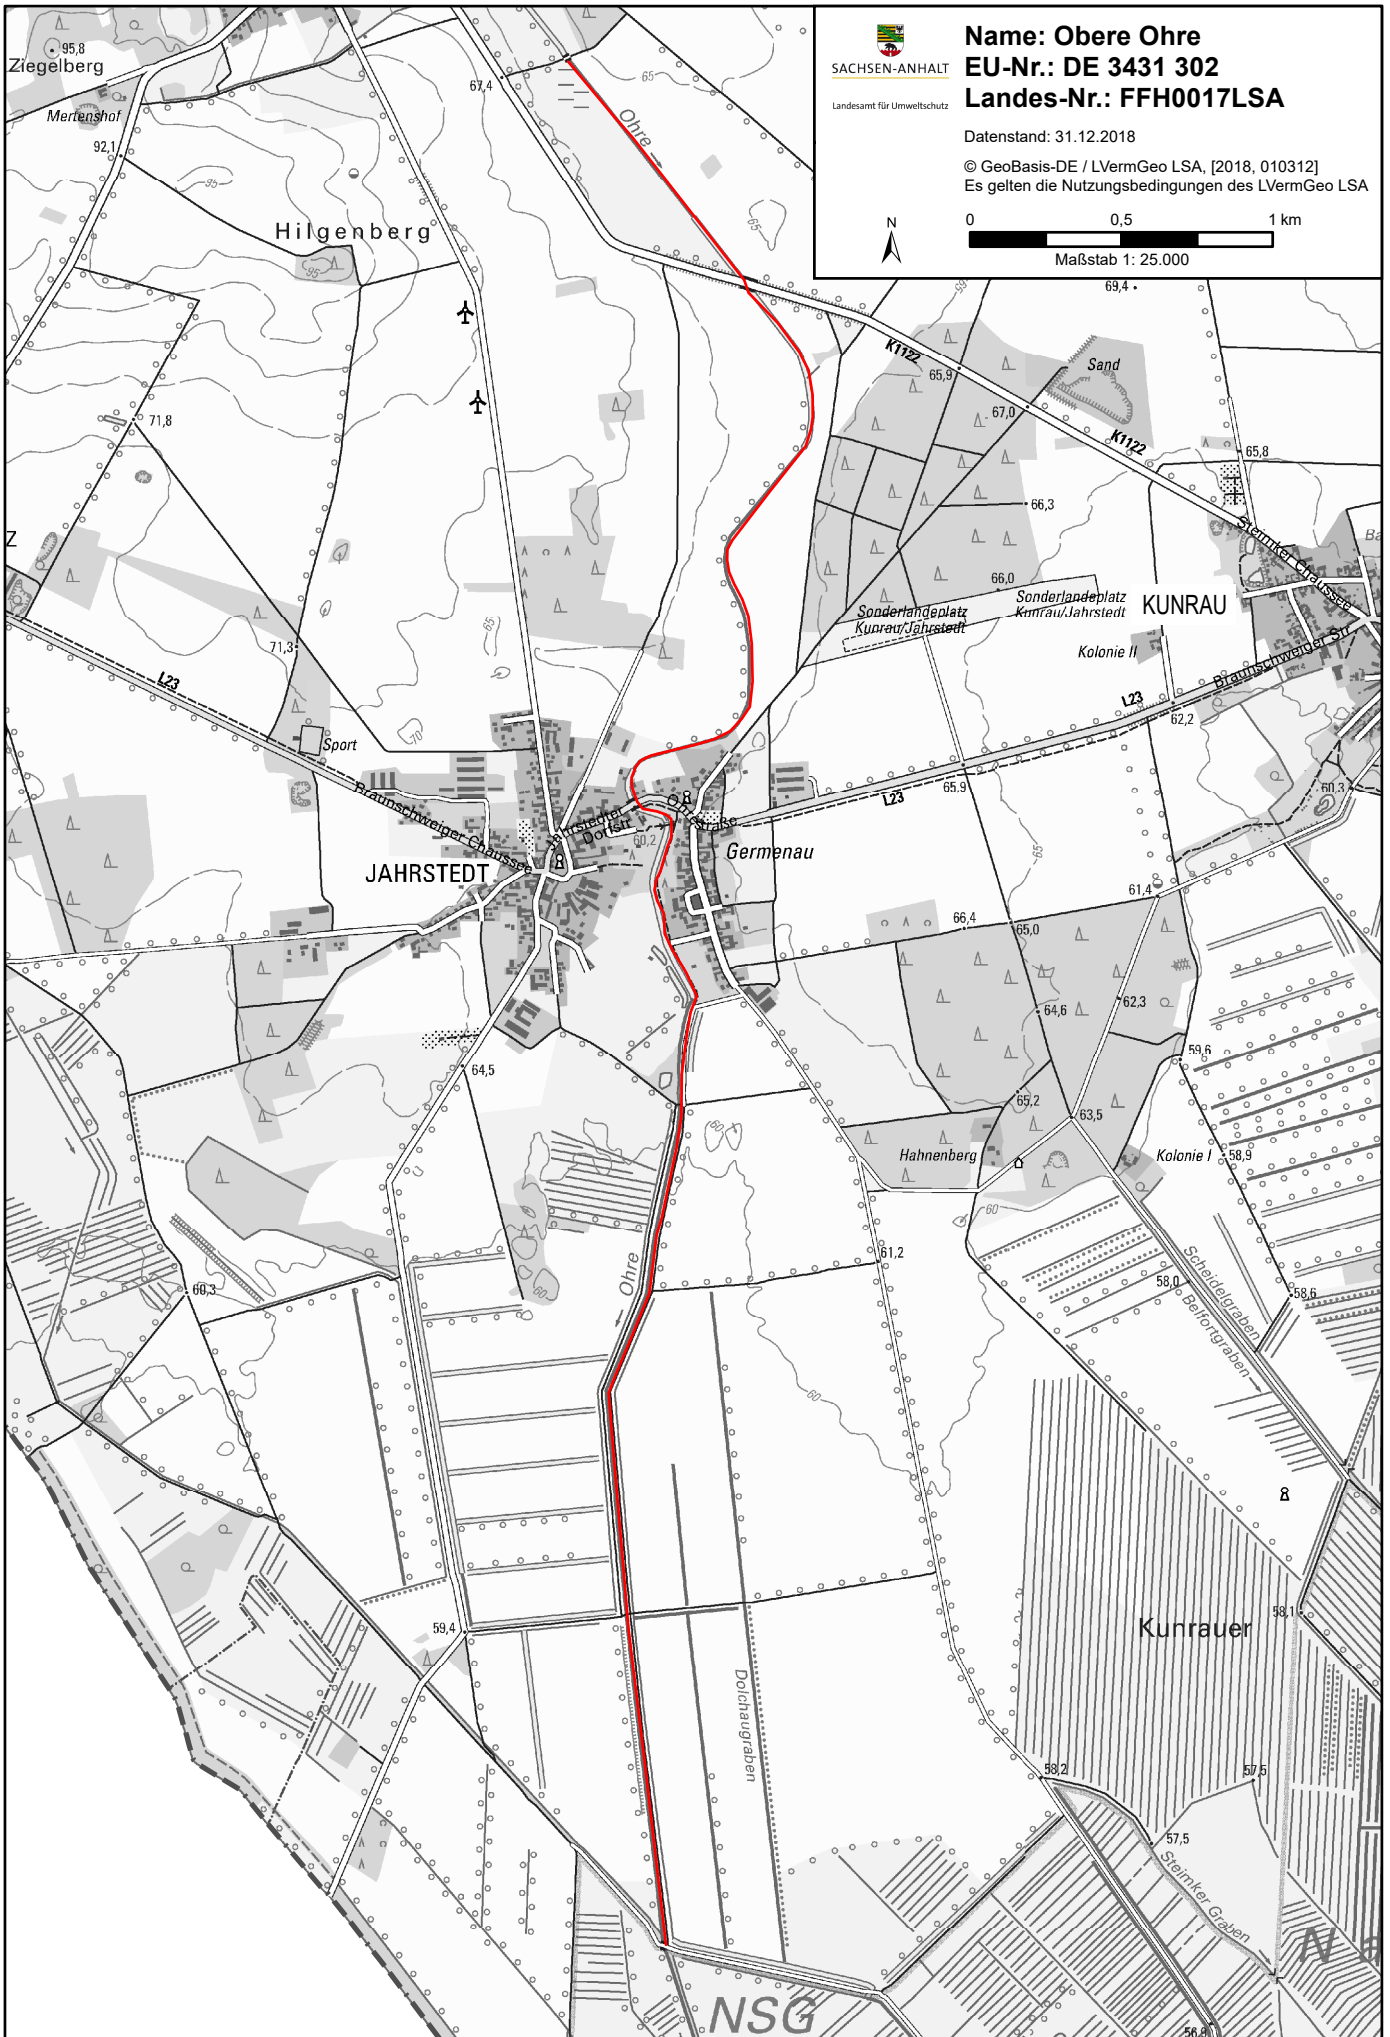 Name: Obere Ohre
EU-Nr.: DE 3431 302
Landes-Nr.: FFH0017LSA
SACHSEN-ANHALT
Landesamt für Umweltschutz
Datenstand: 31.12.2018
© GeoBasis-DE / LVermGeo LSA, [2018, 010312]
Es gelten die Nutzungsbedingungen des LVermGeo LSA
N
0 0,5 1 km
Maßstab 1: 25.000
95,8
Ziegelberg
Mertenshof
92,1
95
67,4
65
Ohre
Hilgenberg
95
65
69,4
K1122
65,9
Sand
67,0
K1122
65,8
71,8
66,3
Steimker Chaussee
Z
66,0
Sonderlandeplatz
Kunrau/Jahrstedt
Sonderlandeplatz
Kunrau/Jahrstedt
KUNRAU
Kolonie II
Braunschweiger Str.
65
71,3
L23
L23
62,2
70
Sport
65,9
L23
60,3
Braunschweiger Chaussee
Jahrstedter
Dorfstr.
60,2
Germenau
JAHRSTEDT
65
61,4
66,4
65,0
64,6
62,3
59,6
64,5
65,2
63,5
60
Hahnenberg
Kolonie I
58,9
60
61,2
Ohre
60,3
60
Scheidelgraben
58,0
Belfortgraben
58,6
60
59,4
Kunrauer
58,1
Dolchaugraben
58,2
57,5
57,5
Steimker Graben
NSG
N
56,9